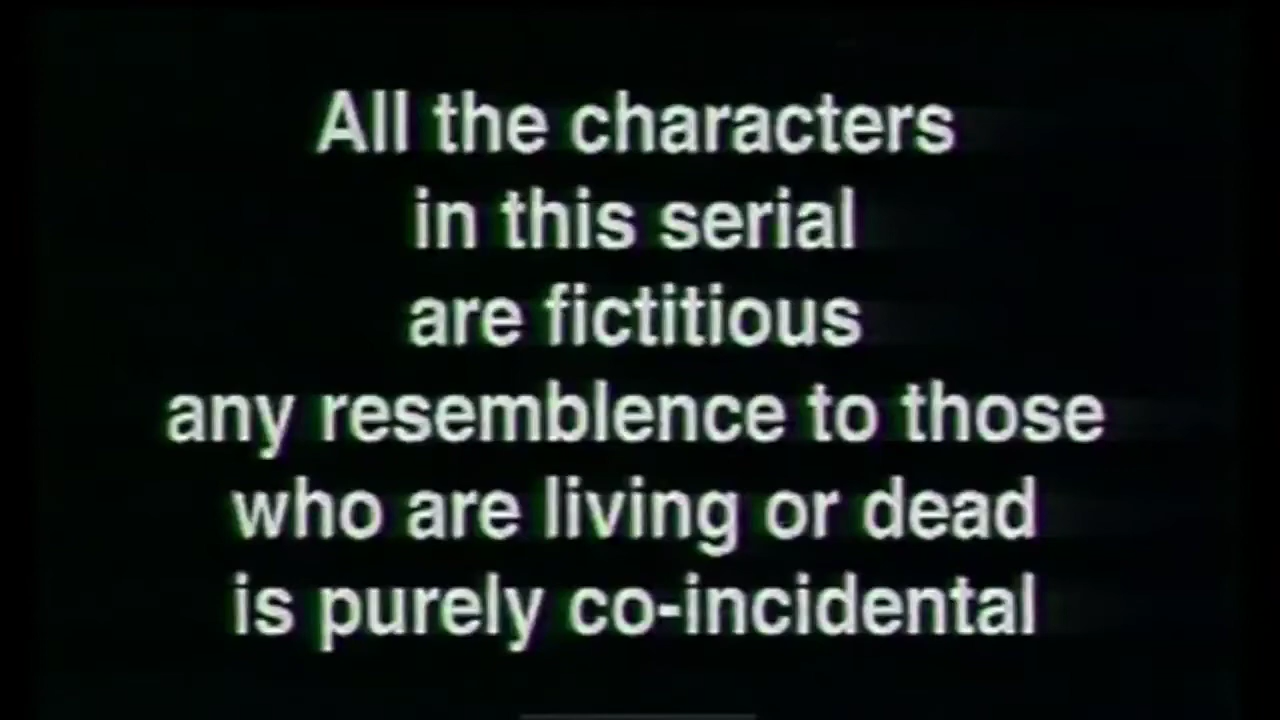 All the characters
in this serial
are fictitious
any resemblence to those
who are living or dead
is purely co-incidental